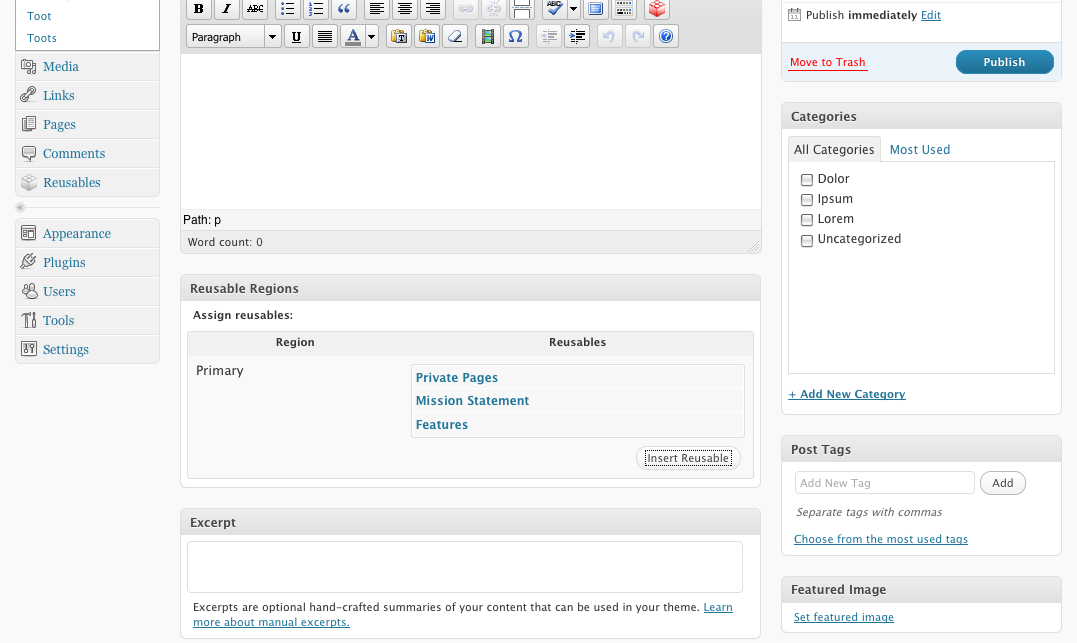 Toot
Toots
Media
Links
Pages
Comments
Reusables
Appearance
Plugins
Users
Tools
Settings
B I ABC
ABC
Paragraph U A T W Ω
Path: p
Word count: 0
Reusable Regions
Assign reusables:
Region Reusables
Primary
Private Pages
Mission Statement
Features
Insert Reusable
Excerpt
Excerpts are optional hand-crafted summaries of your content that can be used in your theme. Learn
more about manual excerpts.
Publish immediately Edit
Move to Trash Publish
Categories
All Categories Most Used
Dolor
Ipsum
Lorem
Uncategorized
+ Add New Category
Post Tags
Add New Tag Add
Separate tags with commas
Choose from the most used tags
Featured Image
Set featured image